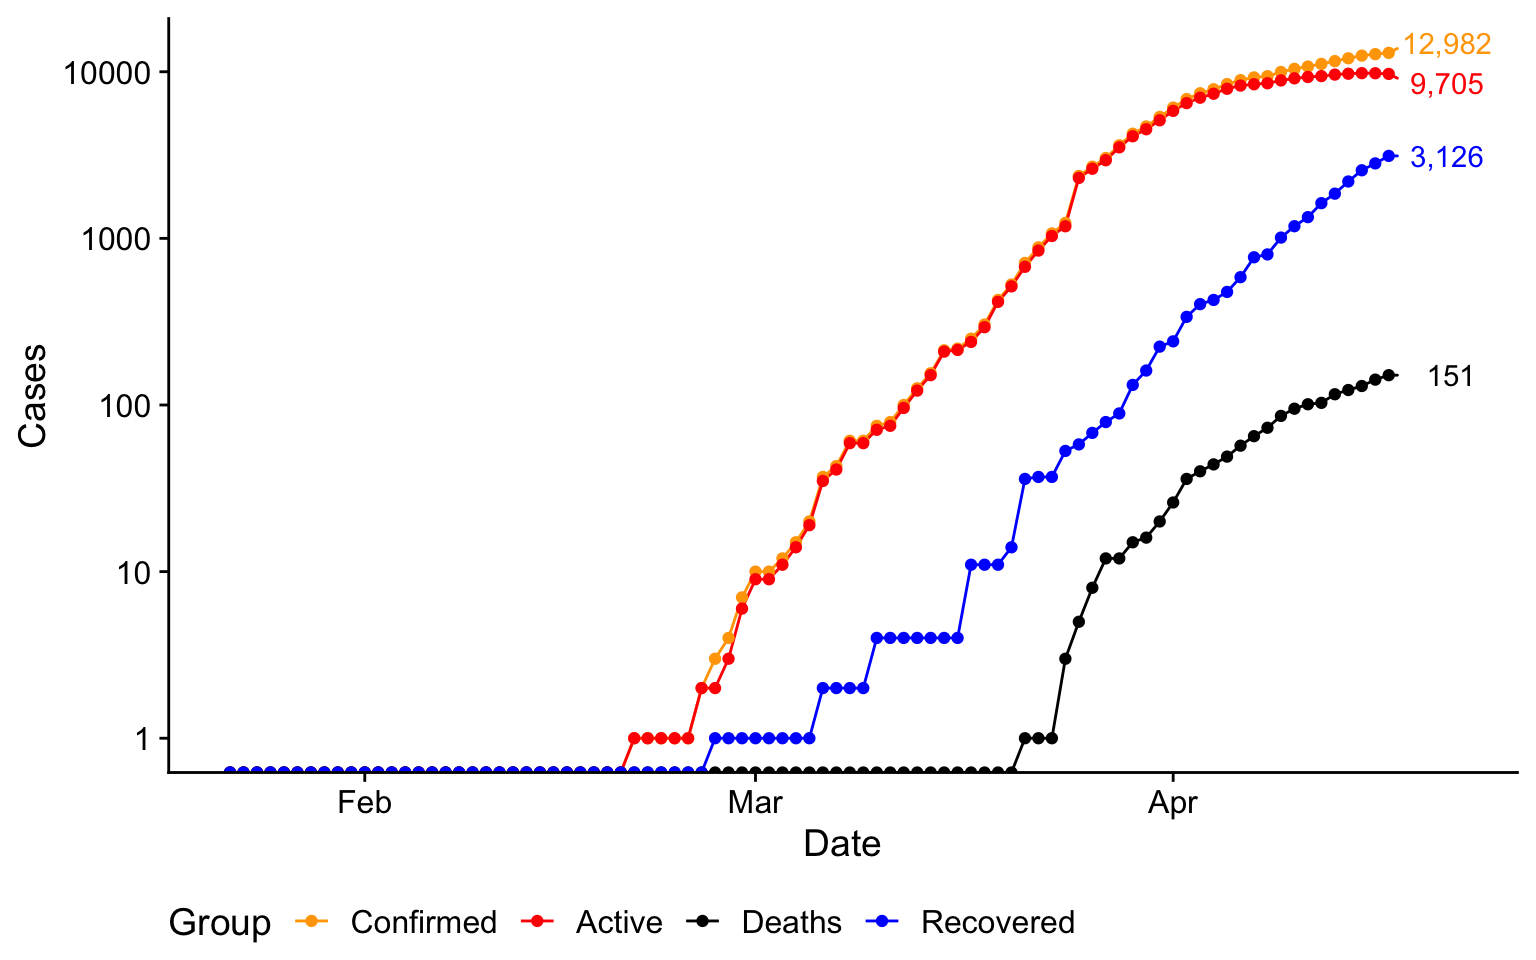 12,982
10000
9,705
3,126
1000
151
100
Cases
10
1
Feb Mar Apr
Date
Group Confirmed Active Deaths Recovered